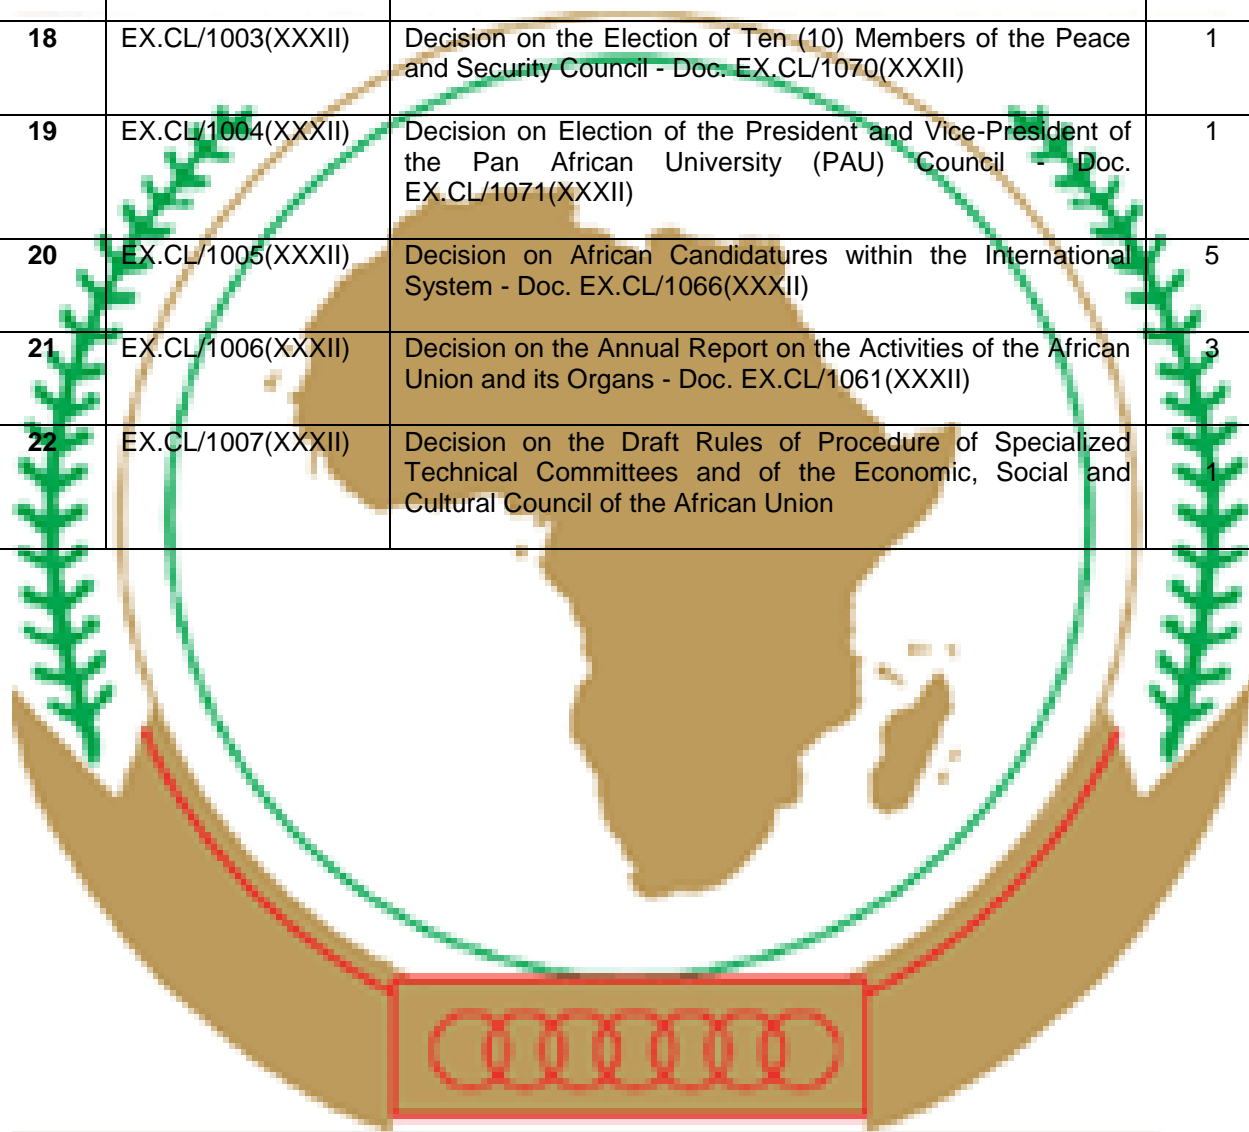 18 EX.CL/1003(XXXII) Decision on the Election of Ten (10) Members of the Peace 1
and Security Council - Doc. EX.CL/1070(XXXII)
19 EX.CL/1004(XXXII) Decision on Election of the President and Vice-President of 1
the Pan African University (PAU) Council - Doc.
EX.CL/1071(XXXII)
20 EX.CL/1005(XXXII) Decision on African Candidatures within the International 5
System - Doc. EX.CL/1066(XXXII)
21 EX.CL/1006(XXXII) Decision on the Annual Report on the Activities of the African 3
Union and its Organs - Doc. EX.CL/1061(XXXII)
22 EX.CL/1007(XXXII) Decision on the Draft Rules of Procedure of Specialized
Technical Committees and of the Economic, Social and 1
Cultural Council of the African Union